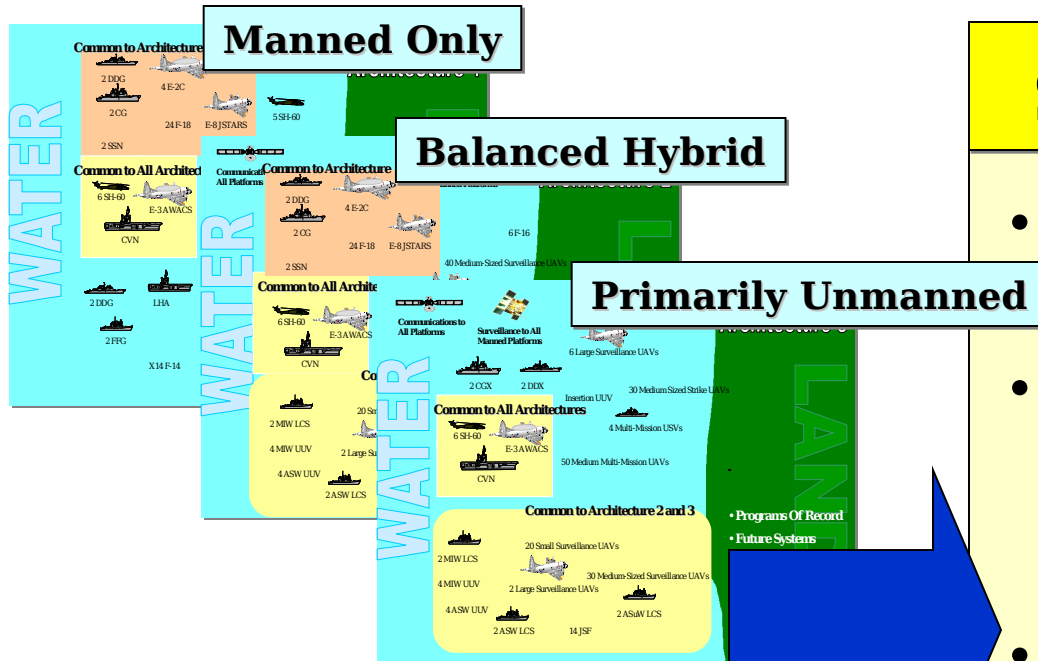 Manned Only
Common to Architecture
2 DDG
4 E-2C
2 CG
24 F-18
E-8 JSTARS
5 SH-60
2 SSN
WATER
Common to All Architect
6 SH-60
E-3 AWACS
CVN
2 DDG
LHA
2 FFG
X14 F-14
Balanced Hybrid
All Platforms
Common to Architecture
2 DDG
4 E-2C
2 CG
24 F-18
E-8 JSTARS
2 SSN
6 F-16
40 Medium-Sized Surveillance UAVs
WATER
Common to All Archite
6 SH-60
E-3 AWACS
CVN
Co
20 Sm
2 MIW LCS
4 MIW UUV
2 Large Su
4 ASW UUV
2 ASW LCS
Primarily Unmanned
Communications to
All Platforms
Surveillance to All
Manned Platforms
6 Large Surveillance UAVs
2 CGX
2 DDX
30 Medium Sized Strike UAVs
Insertion UUV
4 Multi-Mission USVs
WATER
LAND
Common to All Architectures
6 SH-60
E-3 AWACS
CVN
50 Medium Multi-Mission UAVs
Common to Architecture 2 and 3
2 MIW LCS
20 Small Surveillance UAVs
4 MIW UUV
2 Large Surveillance UAVs
30 Medium-Sized Surveillance UAVs
4 ASW UUV
2 ASW LCS
2 ASuW LCS
14 JSF
• Programs Of Record
• Future Systems